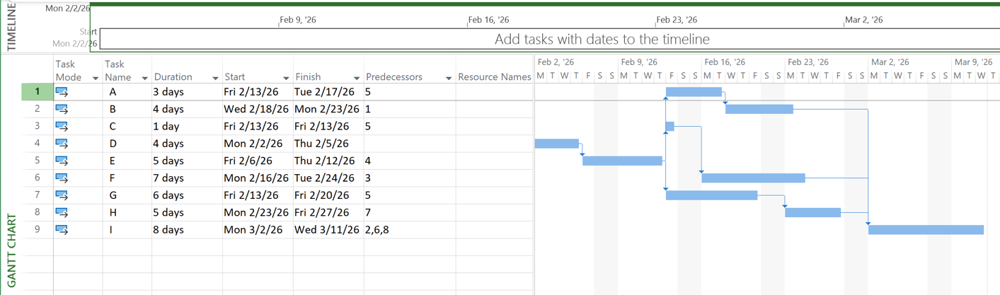 TIMELINE
Mon 2/2/26
Feb 9, '26 Feb 16, '26 Feb 23, '26 Mar 2, '26
Start
Mon 2/2/26
Add tasks with dates to the timeline
GANTT CHART
Task Mode Task Name Duration Start Finish Predecessors Resource Names
Feb 2, '26 Feb 9, '26 Feb 16, '26 Feb 23, '26 Mar 2, '26 Mar 9, '26
M T W T F S S M T W T F S S M T W T F S S M T W T F S S M T W T F S S M T W
1 A 3 days Fri 2/13/26 Tue 2/17/26 5
2 B 4 days Wed 2/18/26 Mon 2/23/26 1
3 C 1 day Fri 2/13/26 Fri 2/13/26 5
4 D 4 days Mon 2/2/26 Thu 2/5/26
5 E 5 days Fri 2/6/26 Thu 2/12/26 4
6 F 7 days Mon 2/16/26 Tue 2/24/26 3
7 G 6 days Fri 2/13/26 Fri 2/20/26 5
8 H 5 days Mon 2/23/26 Fri 2/27/26 7
9 I 8 days Mon 3/2/26 Wed 3/11/26 2,6,8